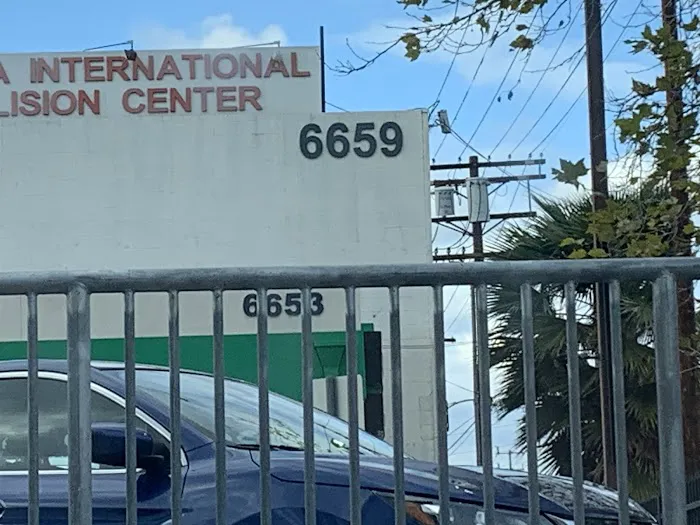 A INTERNATIONAL
LISION CENTER
6659
6653